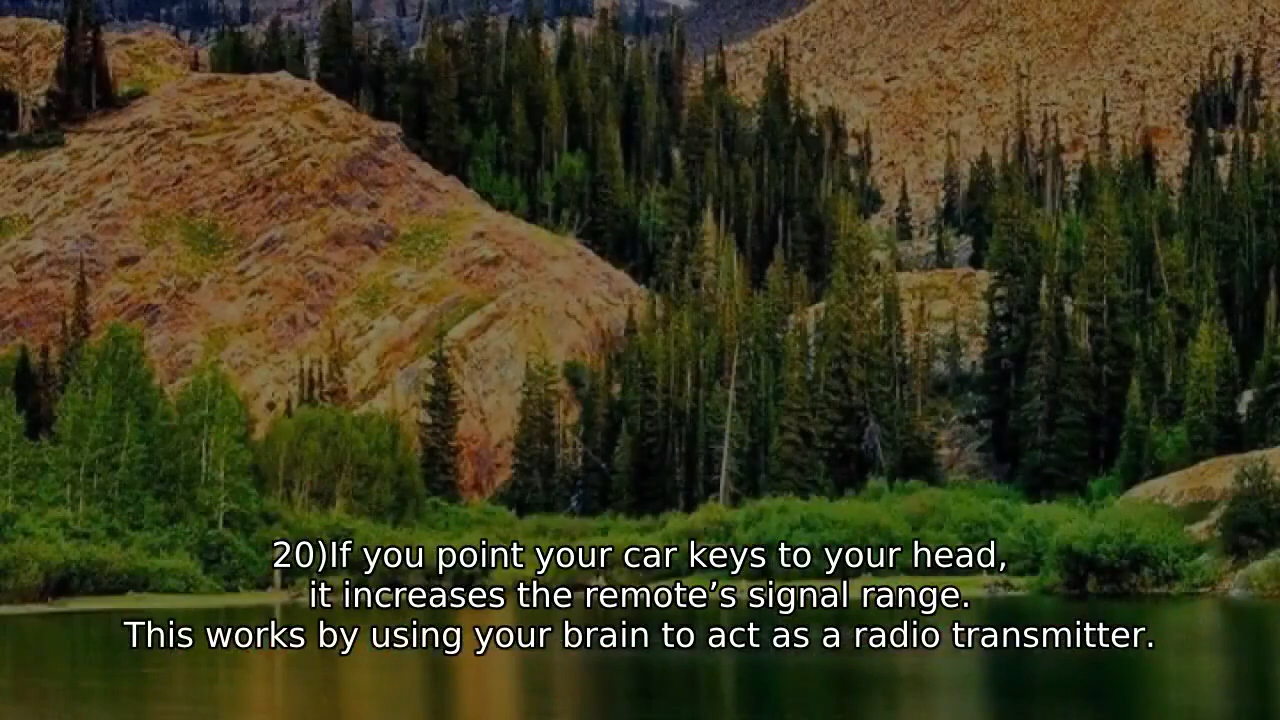 20)If you point your car keys to your head,
it increases the remote’s signal range.
This works by using your brain to act as a radio transmitter.